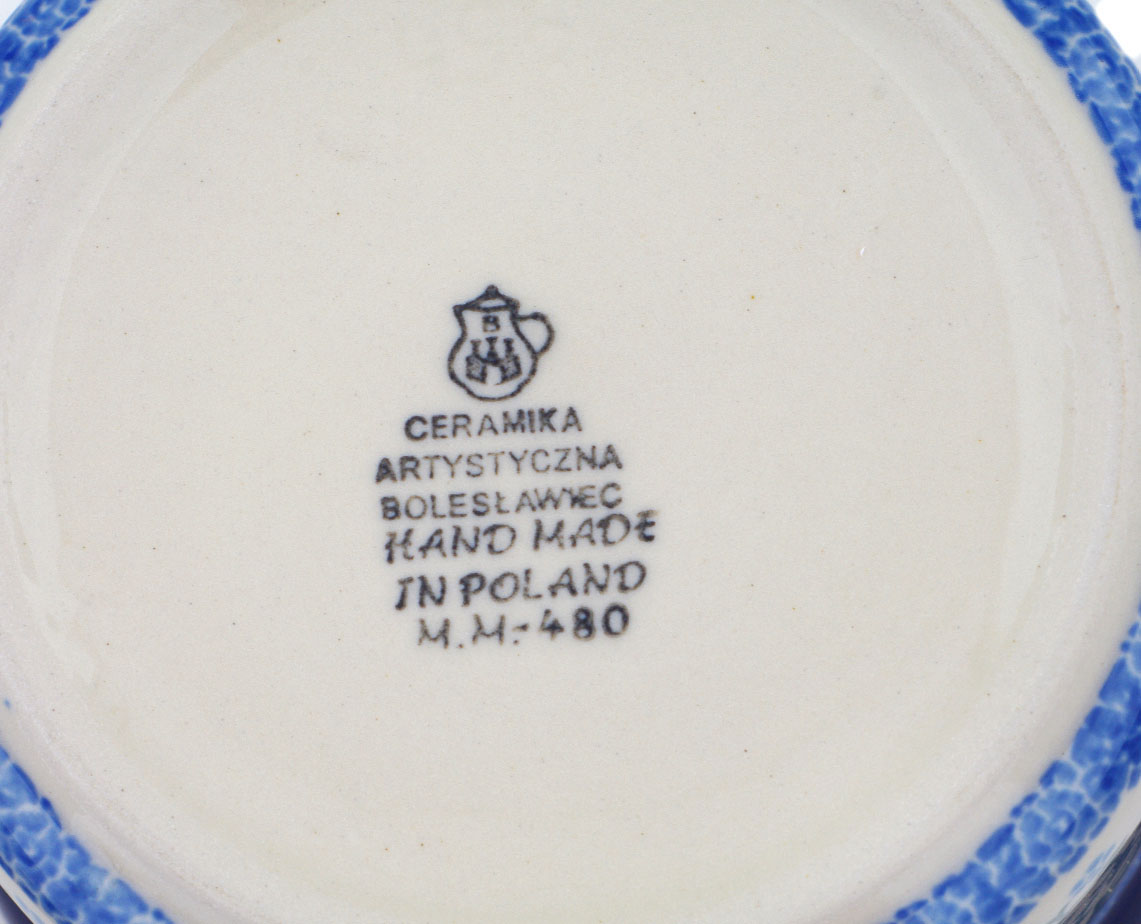 B
CERAMIKA
ARTYSTYCZNA
BOLESŁAWIEC
HAND MADE
IN POLAND
M.M.-480